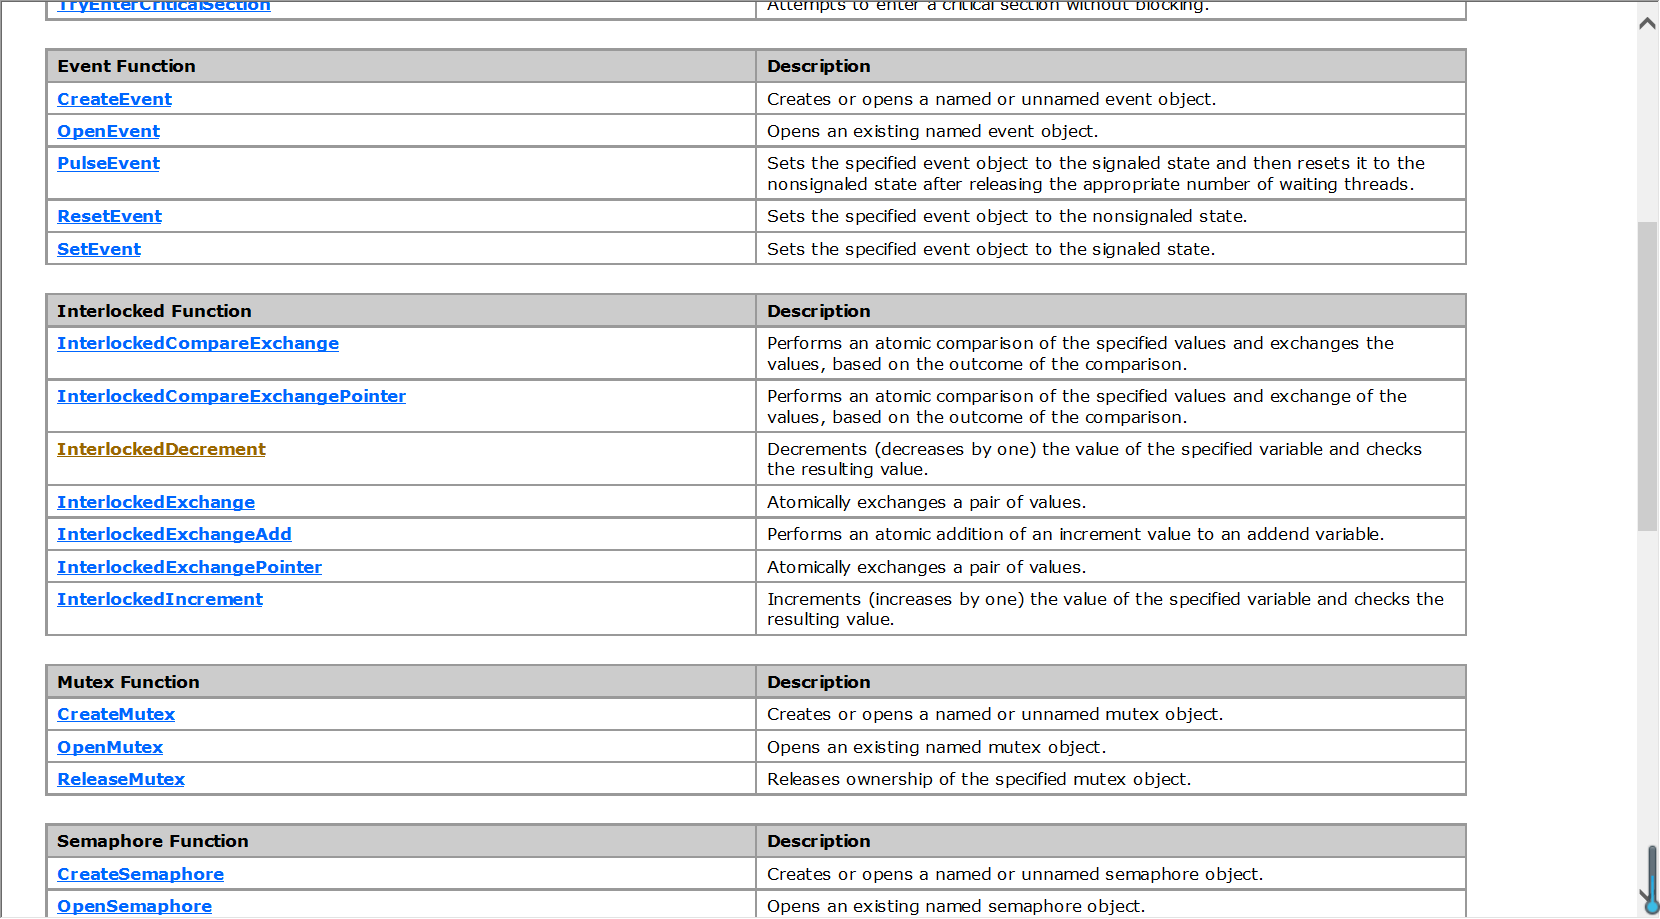 TryEnterCriticalSection Attempts to enter a critical section without blocking.
Event Function Description
CreateEvent Creates or opens a named or unnamed event object.
OpenEvent Opens an existing named event object.
PulseEvent Sets the specified event object to the signaled state and then resets it to the
nonsignaled state after releasing the appropriate number of waiting threads.
ResetEvent Sets the specified event object to the nonsignaled state.
SetEvent Sets the specified event object to the signaled state.
Interlocked Function Description
InterlockedCompareExchange Performs an atomic comparison of the specified values and exchanges the
values, based on the outcome of the comparison.
InterlockedCompareExchangePointer Performs an atomic comparison of the specified values and exchange of the
values, based on the outcome of the comparison.
InterlockedDecrement Decrements (decreases by one) the value of the specified variable and checks
the resulting value.
InterlockedExchange Atomically exchanges a pair of values.
InterlockedExchangeAdd Performs an atomic addition of an increment value to an addend variable.
InterlockedExchangePointer Atomically exchanges a pair of values.
InterlockedIncrement Increments (increases by one) the value of the specified variable and checks the
resulting value.
Mutex Function Description
CreateMutex Creates or opens a named or unnamed mutex object.
OpenMutex Opens an existing named mutex object.
ReleaseMutex Releases ownership of the specified mutex object.
Semaphore Function Description
CreateSemaphore Creates or opens a named or unnamed semaphore object.
OpenSemaphore Opens an existing named semaphore object.